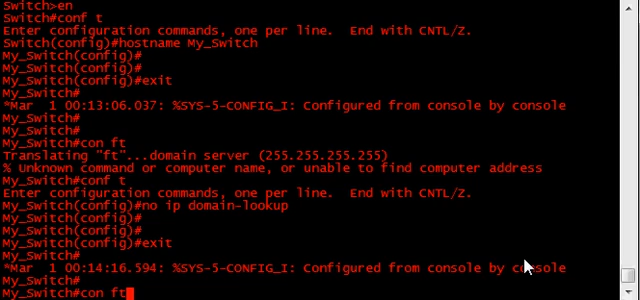 Switch>en
Switch#conf t
Enter configuration commands, one per line.  End with CNTL/Z.
Switch(config)#hostname My_Switch
My_Switch(config)#
My_Switch(config)#
My_Switch(config)#exit
My_Switch#
*Mar  1 00:13:06.037: %SYS-5-CONFIG_I: Configured from console by console
My_Switch#
My_Switch#
My_Switch#con ft
Translating "ft"...domain server (255.255.255.255)
% Unknown command or computer name, or unable to find computer address
My_Switch#conf t
Enter configuration commands, one per line.  End with CNTL/Z.
My_Switch(config)#no ip domain-lookup
My_Switch(config)#
My_Switch(config)#
My_Switch(config)#exit
My_Switch#
*Mar  1 00:14:16.594: %SYS-5-CONFIG_I: Configured from console by console
My_Switch#
My_Switch#con ft